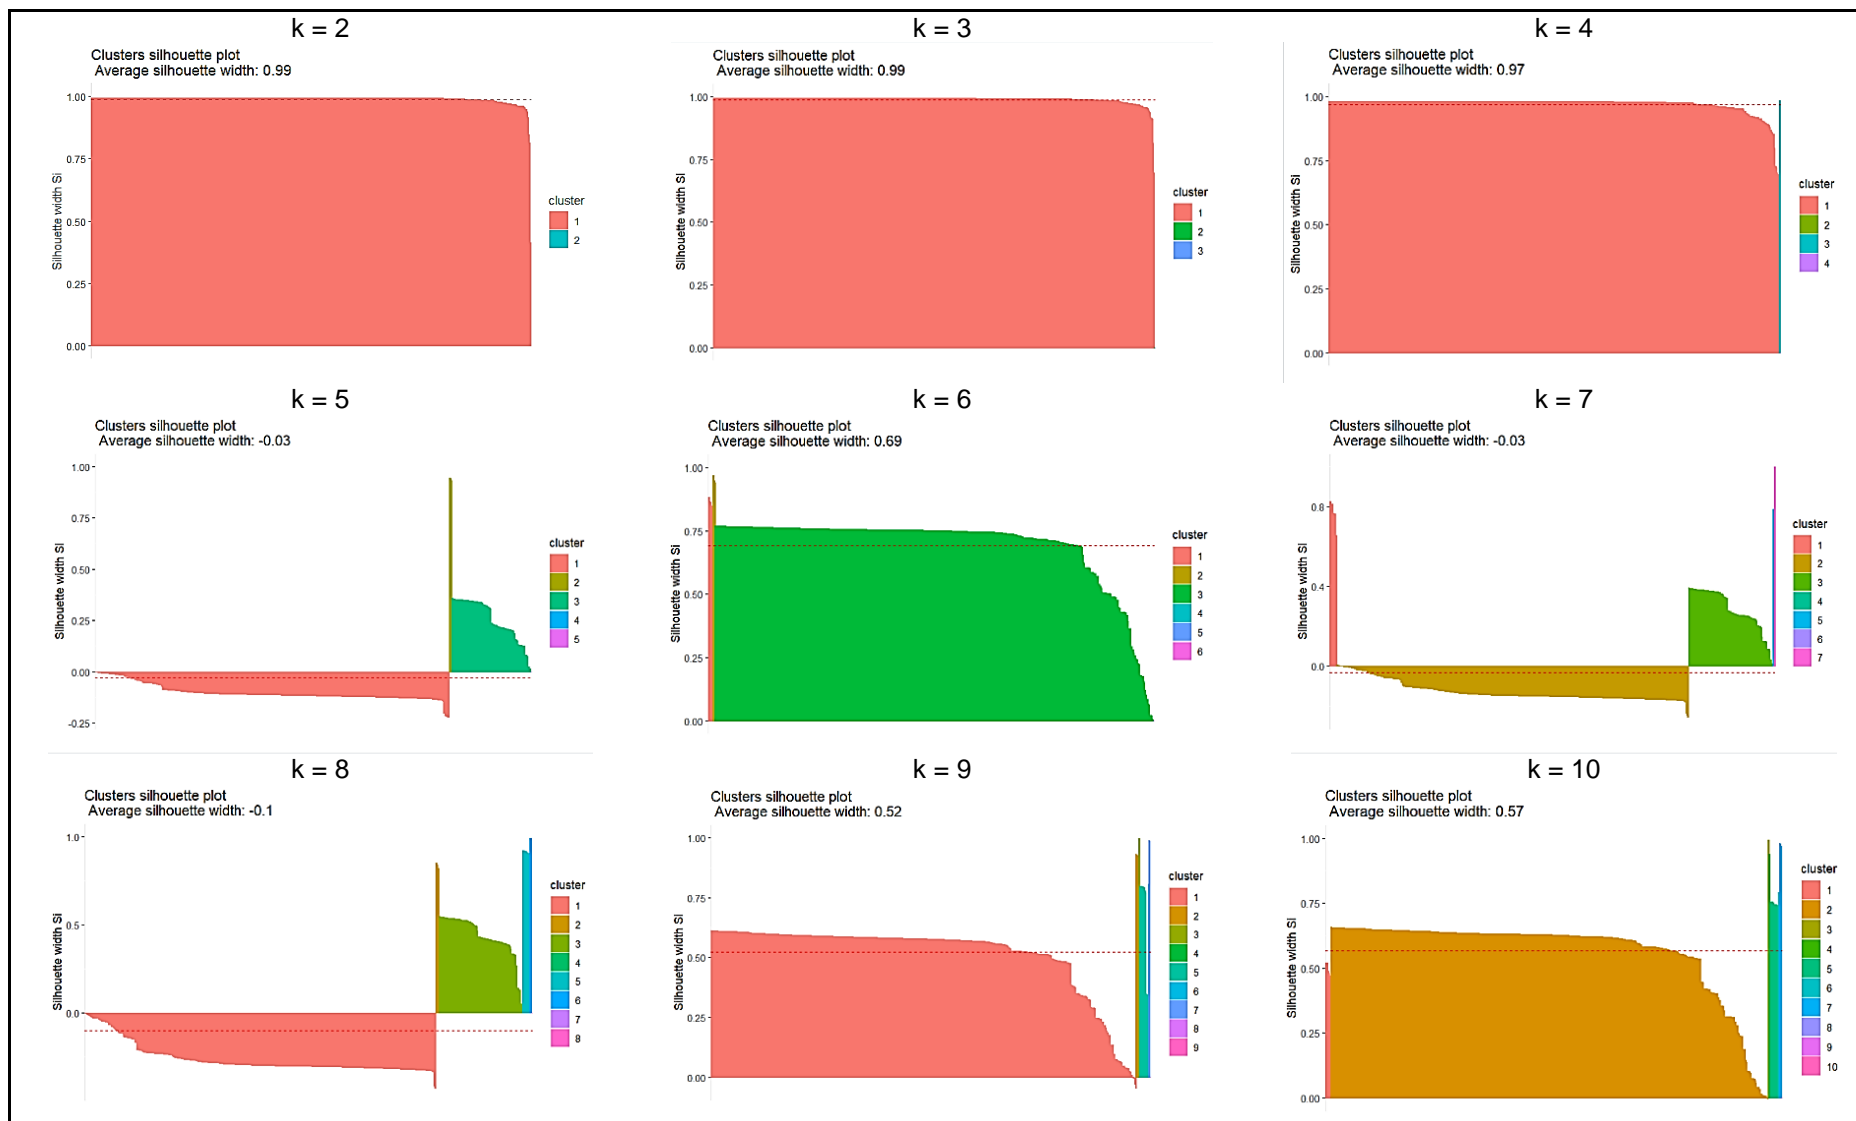 k = 2
Clusters silhouette plot
Average silhouette width: 0.99
1.00
0.75
0.50
0.25
0.00
Silhouette width Si
cluster
1
2
k = 3
Clusters silhouette plot
Average silhouette width: 0.99
1.00
0.75
0.50
0.25
0.00
Silhouette width Si
cluster
1
2
3
k = 4
Clusters silhouette plot
Average silhouette width: 0.97
1.00
0.75
0.50
0.25
0.00
Silhouette width Si
cluster
1
2
3
4
k = 5
Clusters silhouette plot
Average silhouette width: -0.03
1.00
0.75
0.50
0.25
0.00
-0.25
Silhouette width Si
cluster
1
2
3
4
5
k = 6
Clusters silhouette plot
Average silhouette width: 0.69
1.00
0.75
0.50
0.25
0.00
Silhouette width Si
cluster
1
2
3
4
5
6
k = 7
Clusters silhouette plot
Average silhouette width: -0.03
0.8
0.4
0.0
Silhouette width Si
cluster
1
2
3
4
5
6
7
k = 8
Clusters silhouette plot
Average silhouette width: -0.1
1.0
0.5
0.0
Silhouette width Si
cluster
1
2
3
4
5
6
7
8
k = 9
Clusters silhouette plot
Average silhouette width: 0.52
1.00
0.75
0.50
0.25
0.00
Silhouette width Si
cluster
1
2
3
4
5
6
7
8
9
k = 10
Clusters silhouette plot
Average silhouette width: 0.57
1.00
0.75
0.50
0.25
0.00
Silhouette width Si
cluster
1
2
3
4
5
6
7
8
9
10